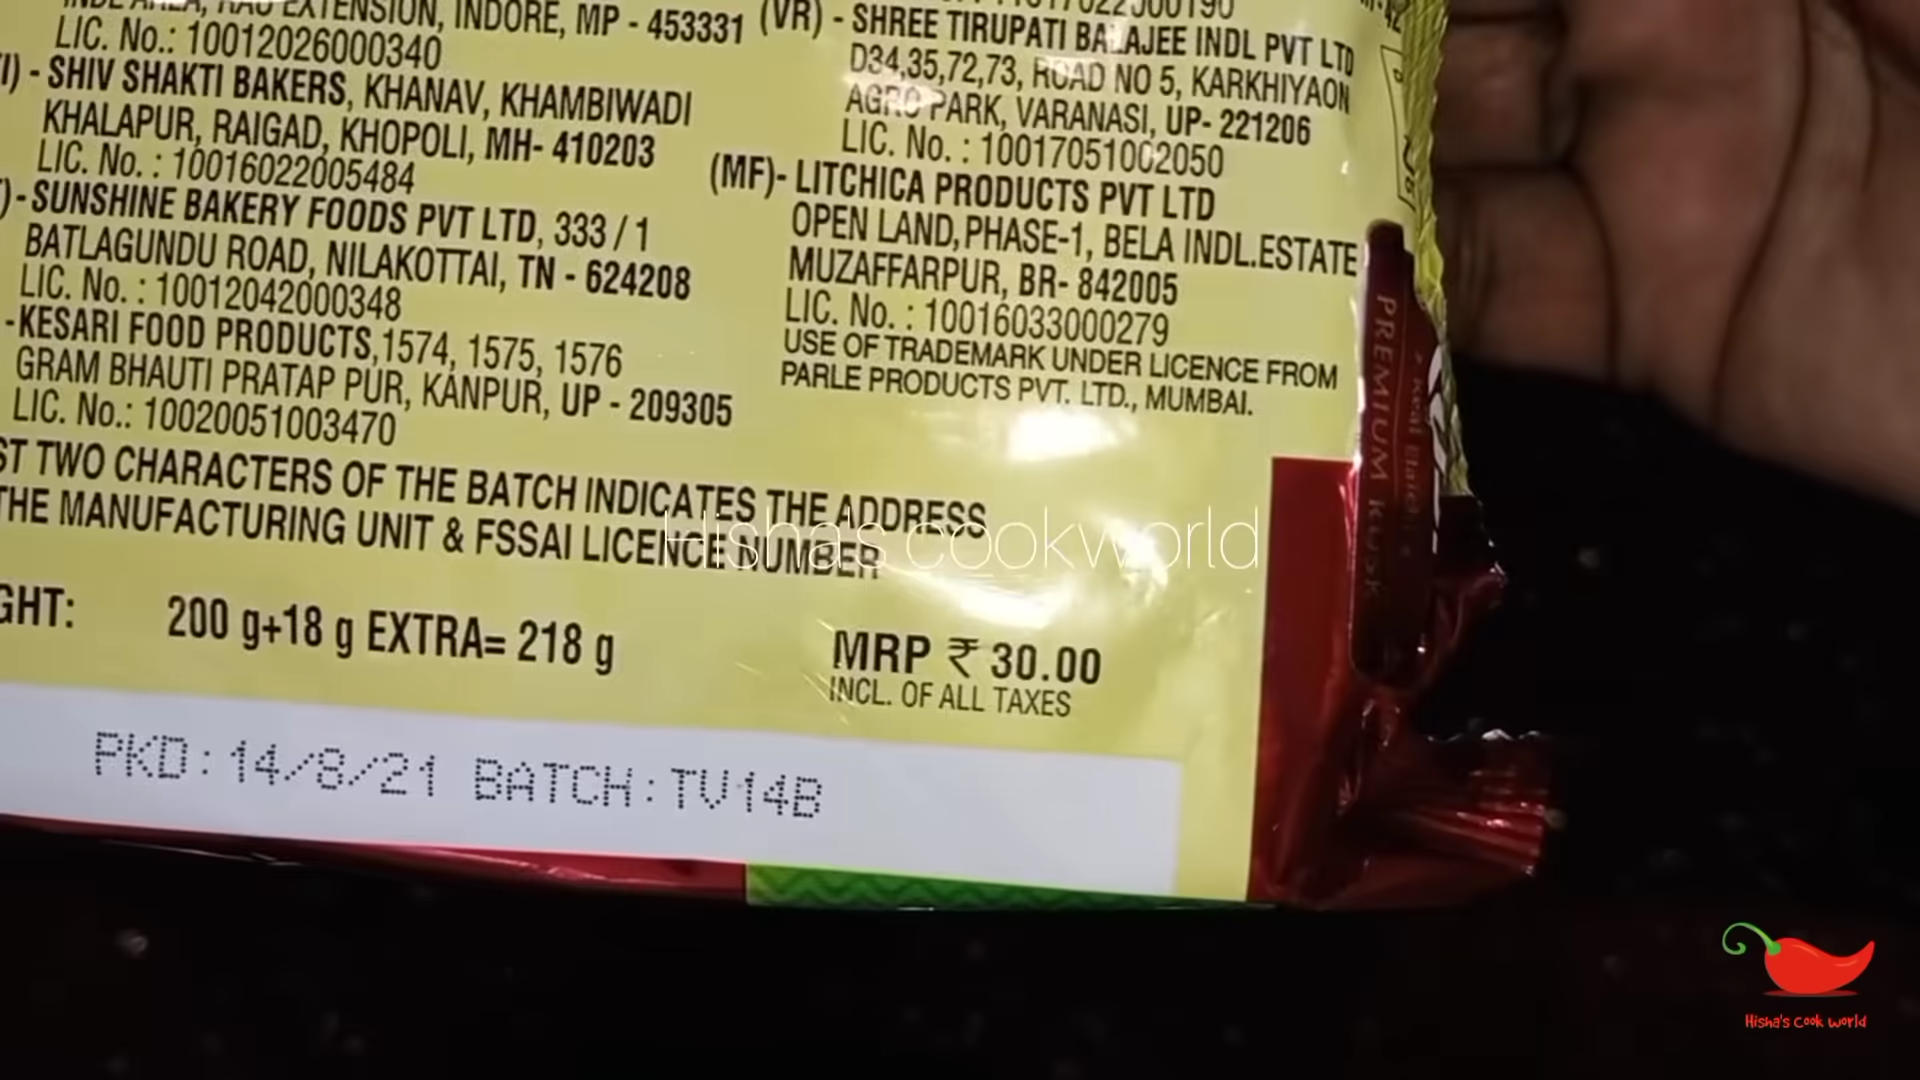 EXTENSION, INDORE, MP - 453331
LIC. No.: 10012026000340
- SHIV SHAKTI BAKERS, KHANAV, KHAMBIWADI
KHALAPUR, RAIGAD, KHOPOLI, MH- 410203
LIC. No. : 10016022005484
)- SUNSHINE BAKERY FOODS PVT LTD, 333 / 1
BATLAGUNDU ROAD, NILAKOTTAI, TN - 624208
LIC. No. : 10012042000348
-KESARI FOOD PRODUCTS,1574, 1575, 1576
GRAM BHAUTI PRATAP PUR, KANPUR, UP - 209305
LIC. No.: 10020051003470
(VR) - SHREE TIRUPATI BALAJEE INDL PVT LTD
D34,35,72,73, ROAD NO 5, KARKHIYAON
AGRO PARK, VARANASI, UP- 221206
LIC. No. : 10017051002050
(MF)- LITCHICA PRODUCTS PVT LTD
OPEN LAND,PHASE-1, BELA INDL.ESTATE
MUZAFFARPUR, BR- 842005
LIC. No. : 10016033000279
USE OF TRADEMARK UNDER LICENCE FROM
PARLE PRODUCTS PVT. LTD., MUMBAI.
TWO CHARACTERS OF THE BATCH INDICATES THE ADDRESS
THE MANUFACTURING UNIT & FSSAI LICENCE NUMBER
200 g+18 g EXTRA= 218 g
MRP ₹ 30.00
INCL. OF ALL TAXES
PKD:14/8/21 BATCH:TV14B
PREMIUM RUSK
Hisha's cookworld
Hisha's Cook World